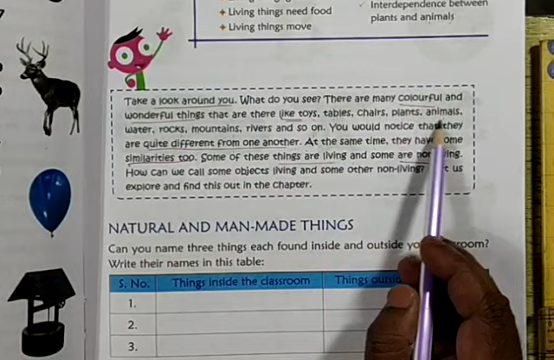 ✦ Living things need food
✦ Living things move
✓ Interdependence between
plants and animals
Take a look around you. What do you see? There are many colourful and
wonderful things that are there like toys, tables, chairs, plants, animals,
water, rocks, mountains, rivers and so on. You would notice that they
are quite different from one another. At the same time, they have some
similarities too. Some of these things are living and some are non-living.
How can we call some objects living and some other non-living? us
explore and find this out in the chapter.
NATURAL AND MAN-MADE THINGS
Can you name three things each found inside and outside your classroom?
Write their names in this table:
S. No. Things inside the classroom Things outside
1.
2.
3.